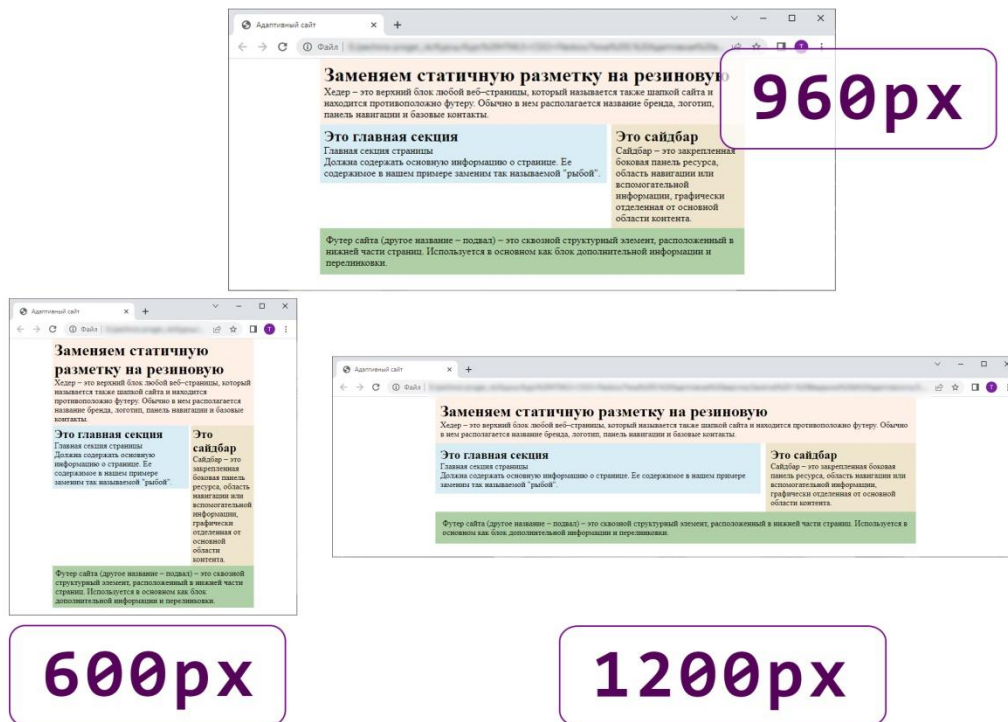 Адаптивный сайт
Файл
Заменяем статичную разметку на резиновую
Хедер – это верхний блок любой веб–страницы, который называется также шапкой сайта и
находится противоположно футеру. Обычно в нем располагается название бренда, логотип,
панель навигации и базовые контакты.
960px
Это главная секция
Главная секция страницы
Должна содержать основную информацию о странице. Ее
содержимое в нашем примере заменим так называемой "рыбой".
Это сайдбар
Сайдбар – это закрепленная
боковая панель ресурса,
область навигации или
вспомогательной
информации, графически
отделенная от основной
области контента.
Футер сайта (другое название – подвал) – это сквозной структурный элемент, расположенный в
нижней части страниц. Используется в основном как блок дополнительной информации и
перелинковки.
Адаптивный сайт
Файл
T
Заменяем статичную
разметку на резиновую
Хедер – это верхний блок любой веб–страницы, который
называется также шапкой сайта и находится
противоположно футеру. Обычно в нем располагается
название бренда, логотип, панель навигации и базовые
контакты.
Это главная секция
Главная секция страницы
Должна содержать основную
информацию о странице. Ее
содержимое в нашем примере
заменим так называемой "рыбой".
Это
сайдбар
Сайдбар – это
закрепленная
боковая панель
ресурса, область
навигации или
вспомогательной
информации,
графически
отделенная от
основной
области
контента.
Футер сайта (другое название – подвал) – это сквозной
структурный элемент, расположенный в нижней части
страниц. Используется в основном как блок
дополнительной информации и перелинковки.
600px
Адаптивный сайт
Файл
T
Заменяем статичную разметку на резиновую
Хедер – это верхний блок любой веб–страницы, который называется также шапкой сайта и находится противоположно футеру. Обычно
в нем располагается название бренда, логотип, панель навигации и базовые контакты.
Это главная секция
Главная секция страницы
Должна содержать основную информацию о странице. Ее содержимое в нашем примере
заменим так называемой "рыбой".
Это сайдбар
Сайдбар – это закрепленная боковая
панель ресурса, область навигации или
вспомогательной информации,
графически отделенная от основной
области контента.
Футер сайта (другое название – подвал) – это сквозной структурный элемент, расположенный в нижней части страниц. Используется в
основном как блок дополнительной информации и перелинковки.
1200px